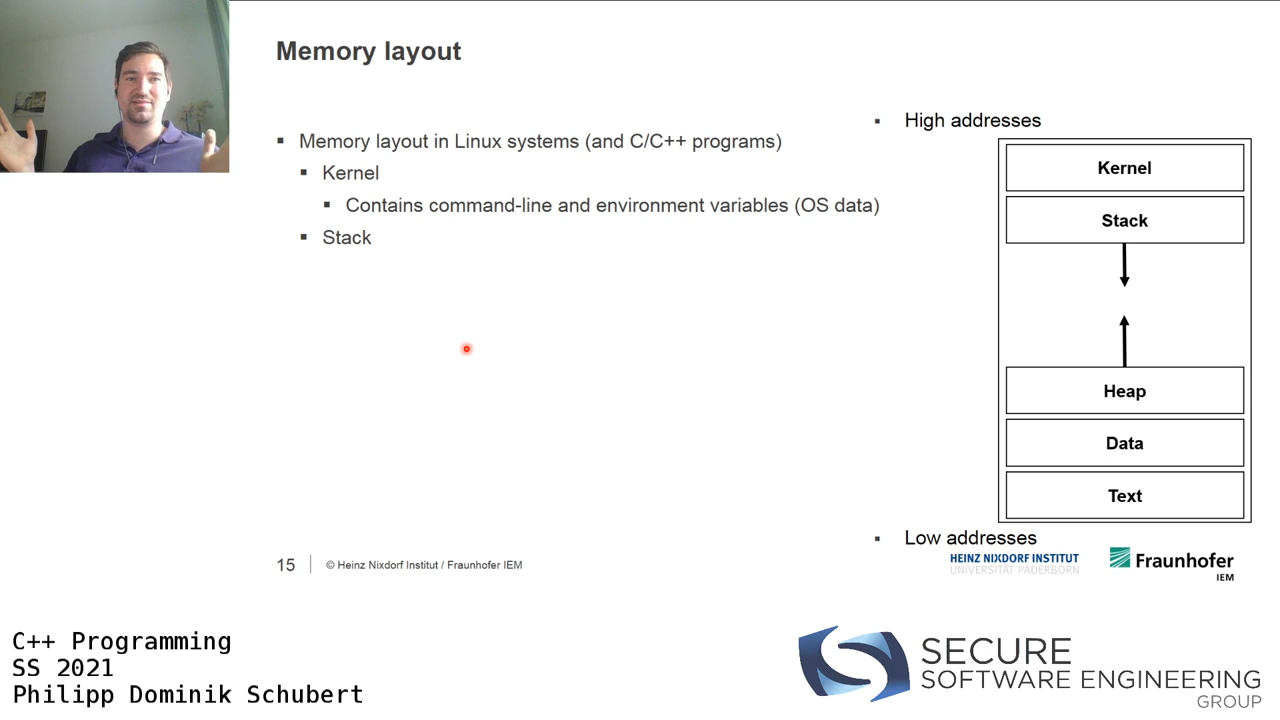 Memory layout
Memory layout in Linux systems (and C/C++ programs)
Kernel
Contains command-line and environment variables (OS data)
Stack
High addresses
Kernel
Stack
Heap
Data
Text
Low addresses
15
© Heinz Nixdorf Institut / Fraunhofer IEM
HEINZ NIXDORF INSTITUT
UNIVERSITÄT PADERBORN
Fraunhofer
IEM
C++ Programming
SS 2021
Philipp Dominik Schubert
SECURE
SOFTWARE ENGINEERING
GROUP